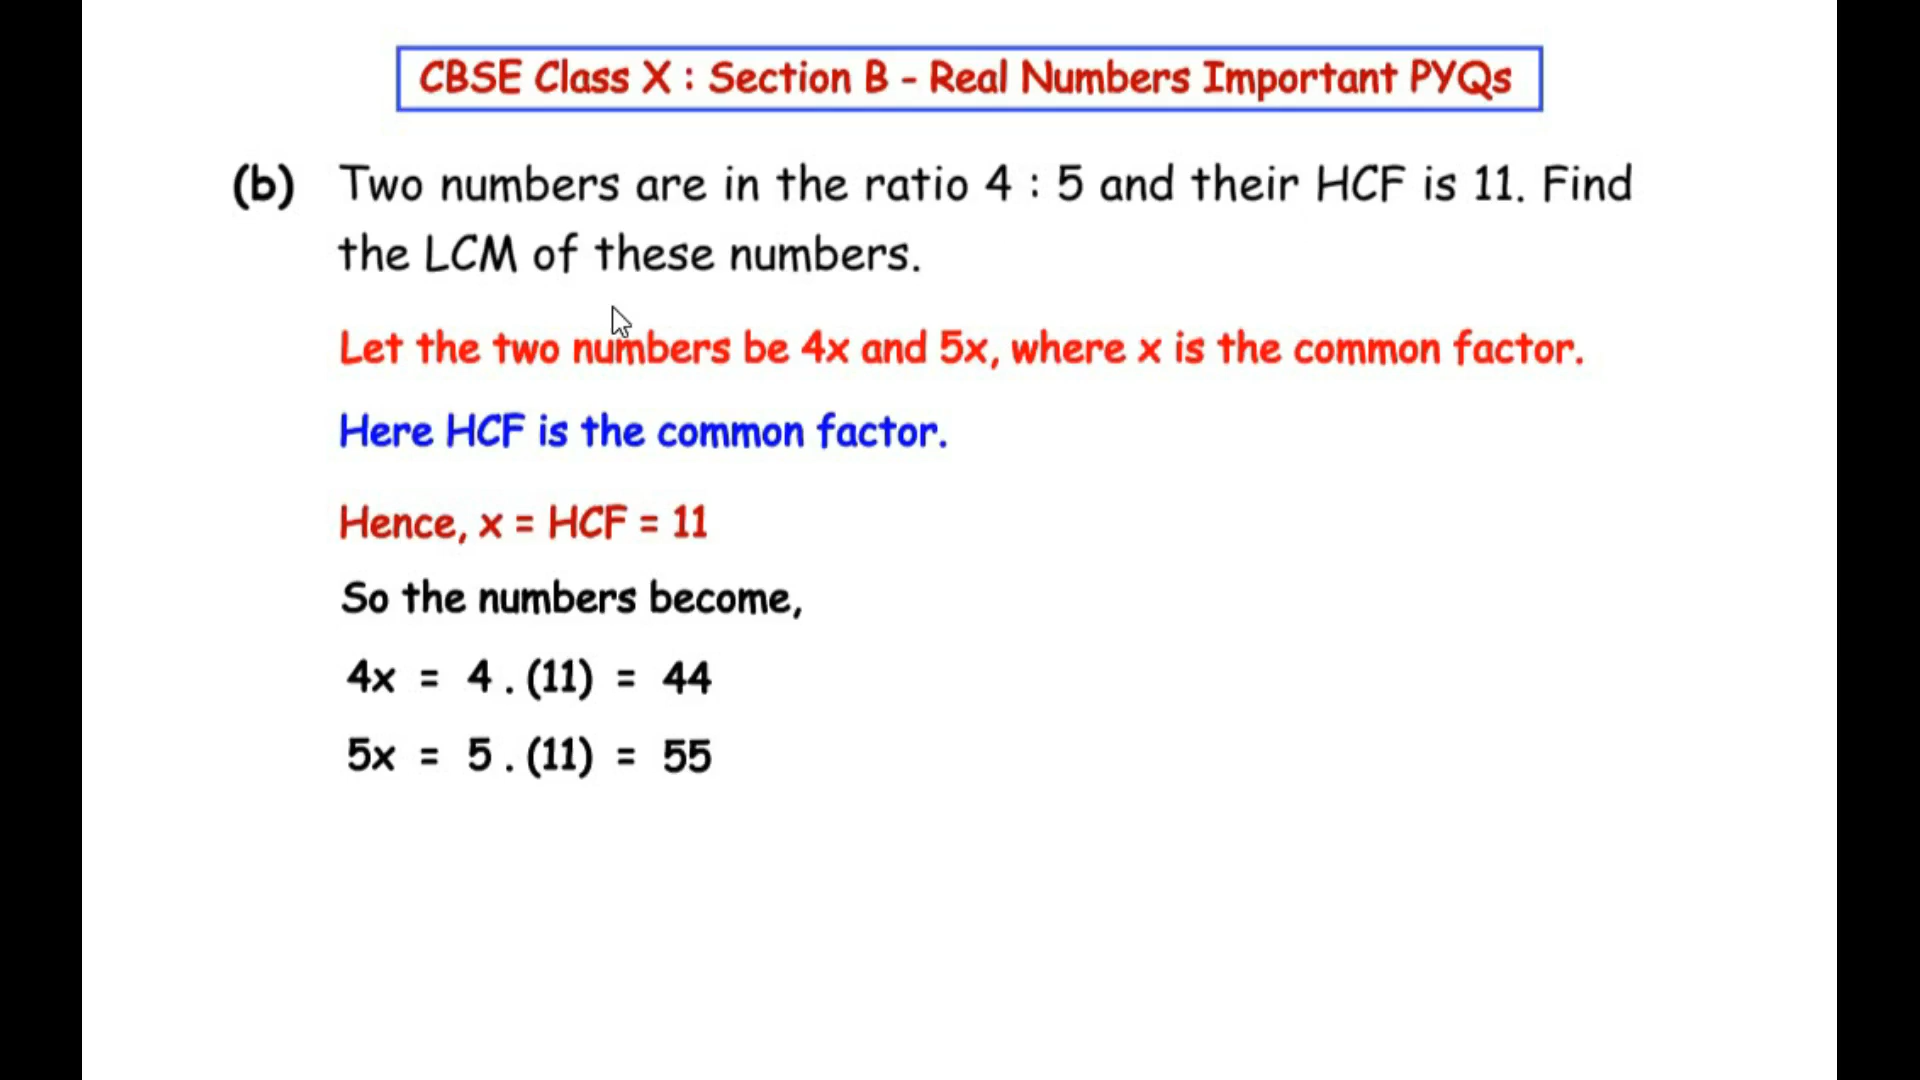 CBSE Class X : Section B - Real Numbers Important PYQs
(b) Two numbers are in the ratio 4 : 5 and their HCF is 11. Find
the LCM of these numbers.
Let the two numbers be 4x and 5x, where x is the common factor.
Here HCF is the common factor.
Hence, x = HCF = 11
So the numbers become,
4x = 4 . (11) = 44
5x = 5 . (11) = 55